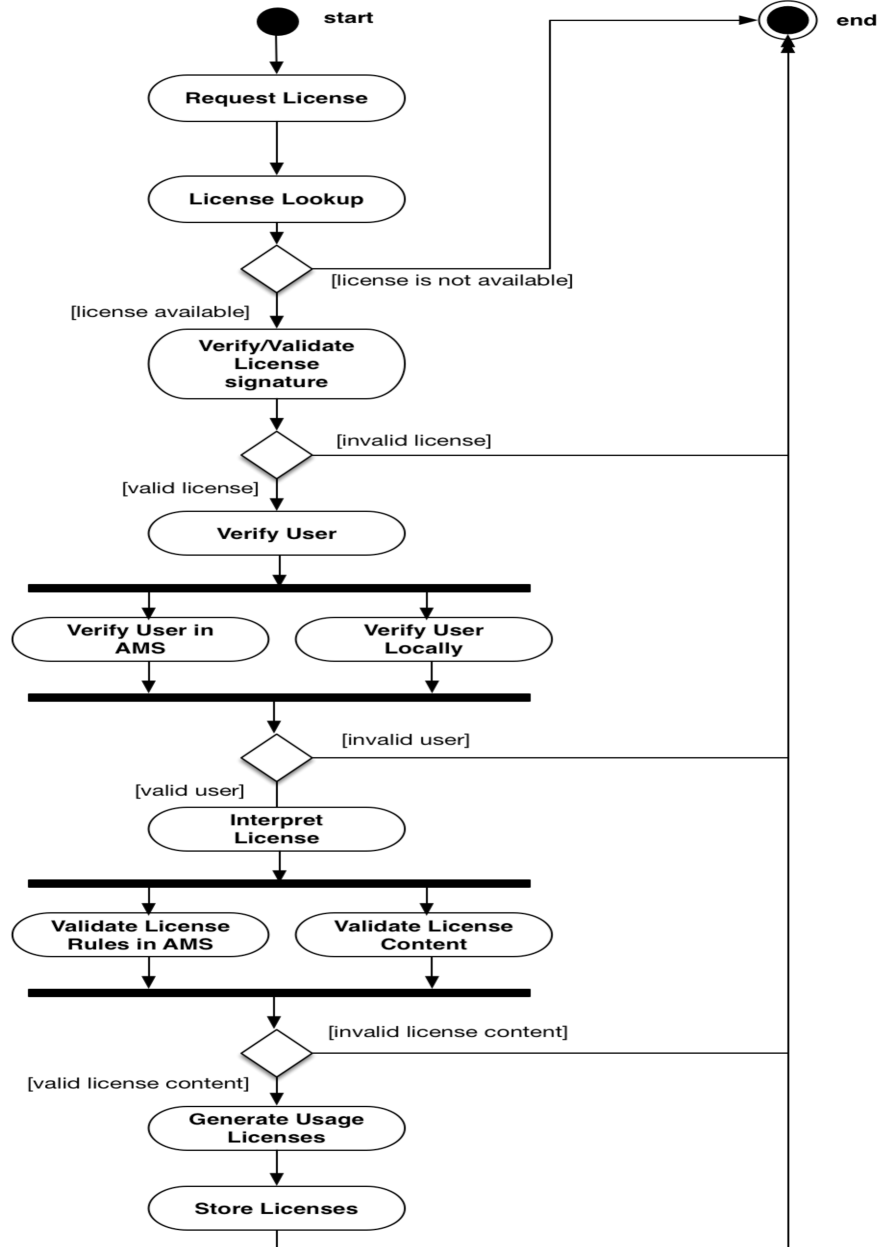 start
end
Request License
License Lookup
[license is not available]
[license available]
Verify/Validate
License
signature
[invalid license]
[valid license]
Verify User
Verify User in
AMS
Verify User
Locally
[invalid user]
[valid user]
Interpret
License
Validate License
Rules in AMS
Validate License
Content
[invalid license content]
[valid license content]
Generate Usage
Licenses
Store Licenses